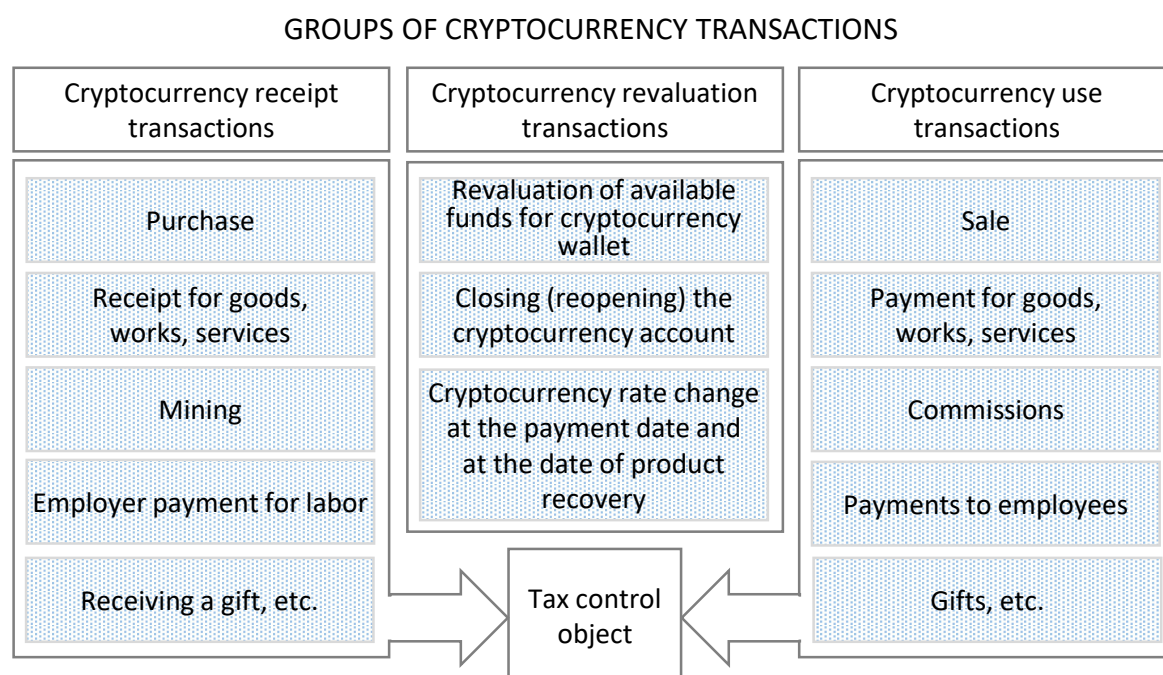 GROUPS OF CRYPTOCURRENCY TRANSACTIONS
Cryptocurrency receipt
transactions
Purchase
Receipt for goods,
works, services
Mining
Employer payment for labor
Receiving a gift, etc.
Cryptocurrency revaluation
transactions
Revaluation of available
funds for cryptocurrency
wallet
Closing (reopening) the
cryptocurrency account
Cryptocurrency rate change
at the payment date and
at the date of product
recovery
Cryptocurrency use
transactions
Sale
Payment for goods,
works, services
Commissions
Payments to employees
Gifts, etc.
Tax control
object